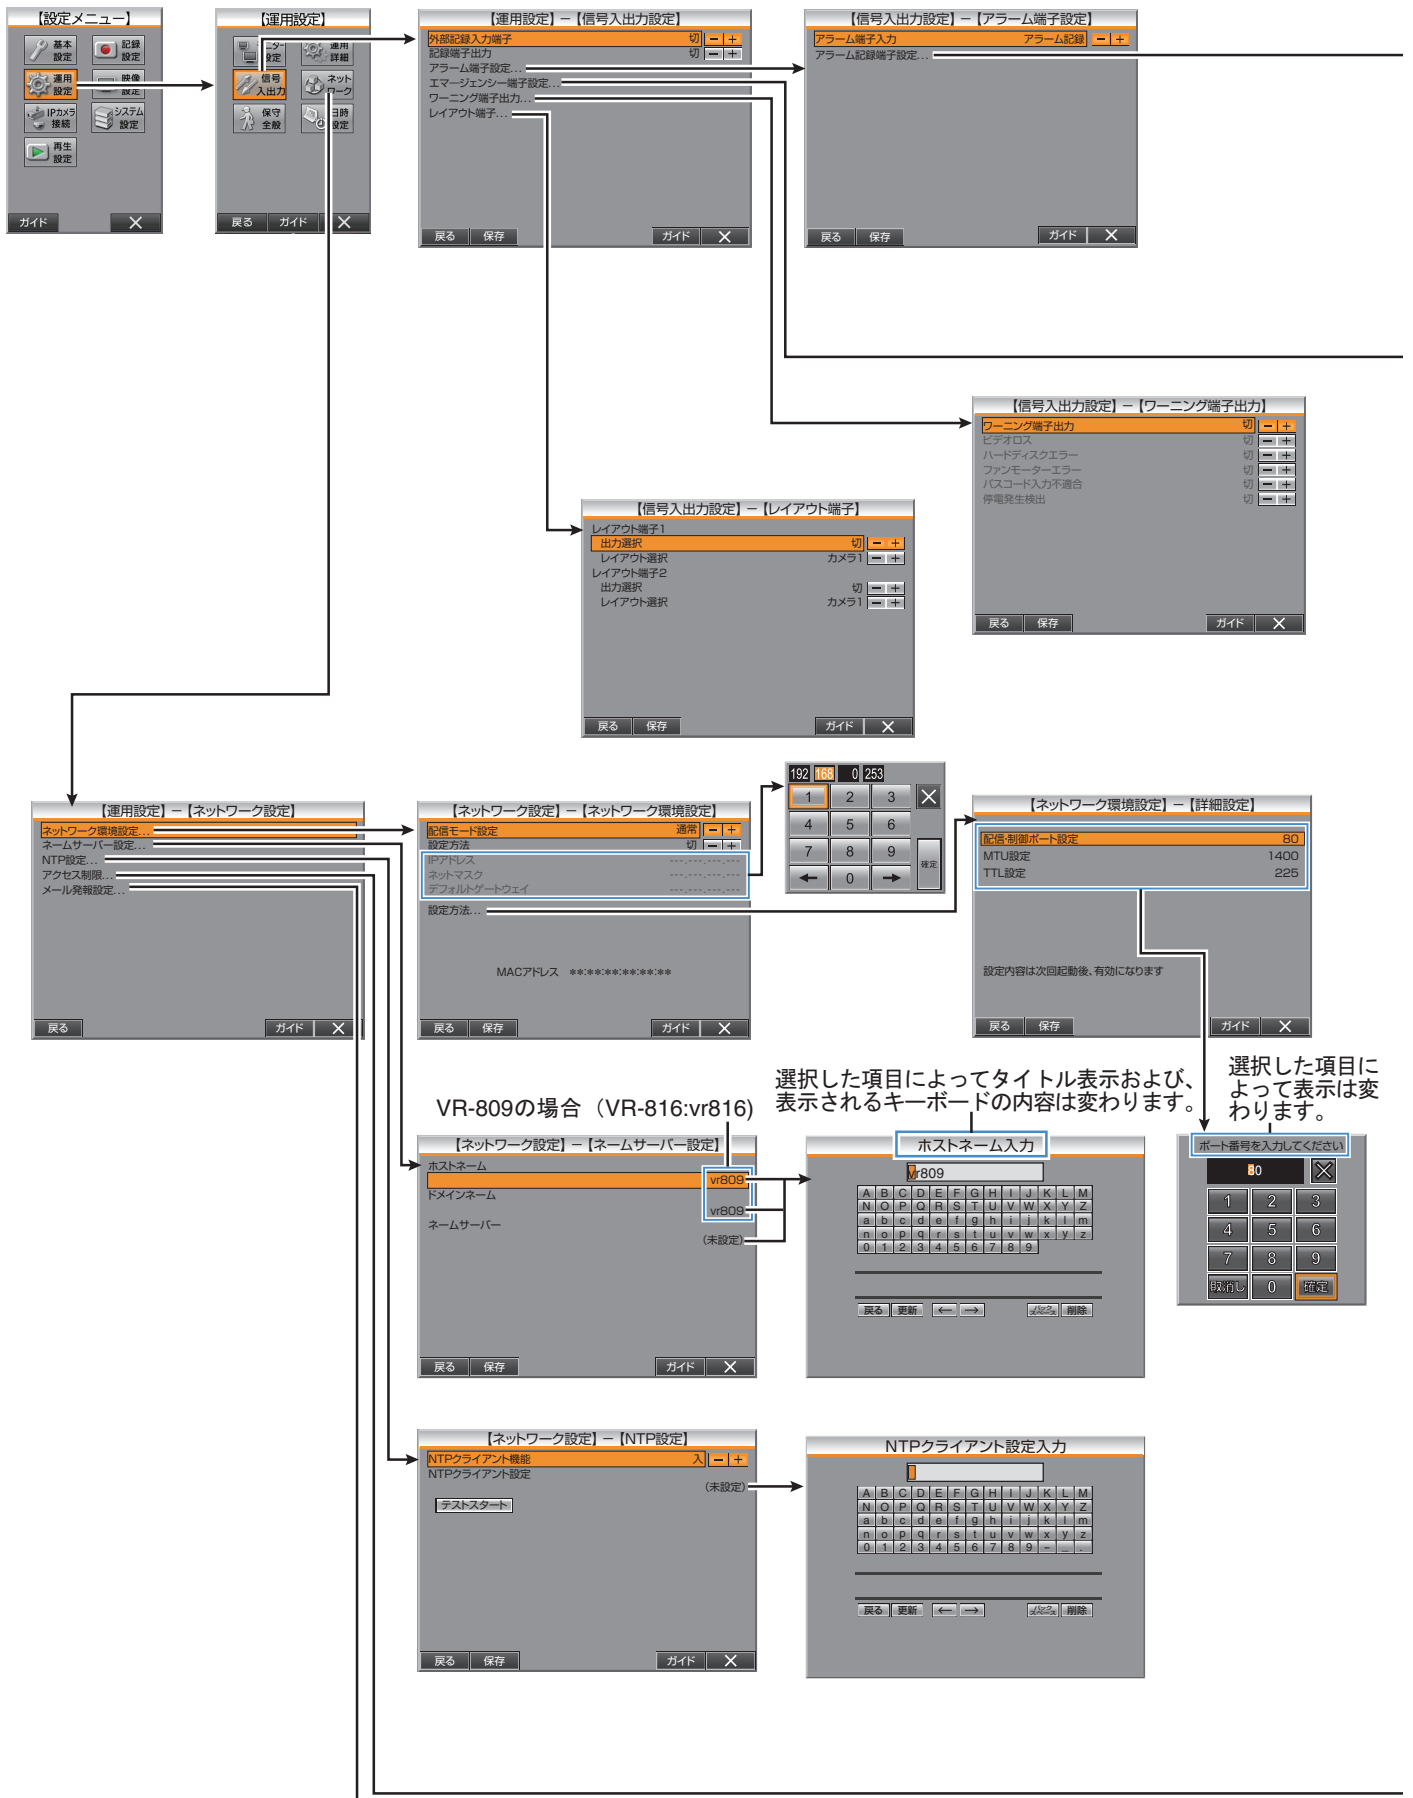 【設定メニュー】
基本
設定
記録
設定
運用
設定
映像
設定
IPカメラ
接続
システム
設定
再生
設定
ガイド ×
【運用設定】
ニター
設定
運用
詳細
信号
入出力
ネット
ワーク
保守
全般
日時
設定
戻る ガイド ×
【運用設定】－【信号入出力設定】
外部記録入力端子 切 － ＋
記録端子出力 切 － ＋
アラーム端子設定...
エマージェンシー端子設定...
ワーニング端子出力...
レイアウト端子...
戻る 保存 ガイド ×
【信号入出力設定】－【アラーム端子設定】
アラーム端子入力 アラーム記録 － ＋
アラーム記録端子設定...
戻る 保存 ガイド ×
【信号入出力設定】－【ワーニング端子出力】
ワーニング端子出力 切 － ＋
ビデオロス 切 － ＋
ハードディスクエラー 切 － ＋
ファンモーターエラー 切 － ＋
パスコード入力不適合 切 － ＋
停電発生検出 切 － ＋
戻る 保存 ガイド ×
【信号入出力設定】－【レイアウト端子】
レイアウト端子1
出力選択 切 － ＋
レイアウト選択 カメラ1 － ＋
レイアウト端子2
出力選択 切 － ＋
レイアウト選択 カメラ1 － ＋
戻る 保存 ガイド ×
【運用設定】－【ネットワーク設定】
ネットワーク環境設定...
ネームサーバー設定...
NTP設定...
アクセス制限...
メール発報設定...
戻る ガイド ×
【ネットワーク設定】－【ネットワーク環境設定】
配信モード設定 通常 － ＋
設定方法 切 － ＋
IPアドレス ---.---.---.---
ネットマスク ---.---.---.---
デフォルトゲートウェイ ---.---.---.---
設定方法...
MACアドレス **:**:**:**:**:**
戻る 保存 ガイド ×
192 168 0 253
1 2 3 ×
4 5 6
7 8 9 確定
← 0 →
【ネットワーク環境設定】－【詳細設定】
配信・制御ポート設定 80
MTU設定 1400
TTL設定 225
設定内容は次回起動後、有効になります
戻る 保存 ガイド ×
選択した項目に
よって表示は変
わります。
ポート番号を入力してください
80 ×
1 2 3
4 5 6
7 8 9
取消し 0 確定
VR-809の場合（VR-816:vr816）
【ネットワーク設定】－【ネームサーバー設定】
ホストネーム
vr809
ドメインネーム
vr809
ネームサーバー
（未設定）
戻る 保存 ガイド ×
選択した項目によってタイトル表示および、
表示されるキーボードの内容は変わります。
ホストネーム入力
vr809
A B C D E F G H I J K L M
N O P Q R S T U V W X Y Z
a b c d e f g h i j k l m
n o p q r s t u v w x y z
0 1 2 3 4 5 6 7 8 9
戻る 更新 ← → バックスペース 削除
【ネットワーク設定】－【NTP設定】
NTPクライアント機能 入 － ＋
NTPクライアント設定
（未設定）
テストスタート
戻る 保存 ガイド ×
NTPクライアント設定入力
A B C D E F G H I J K L M
N O P Q R S T U V W X Y Z
a b c d e f g h i j k l m
n o p q r s t u v w x y z
0 1 2 3 4 5 6 7 8 9 - _ .
戻る 更新 ← → バックスペース 削除